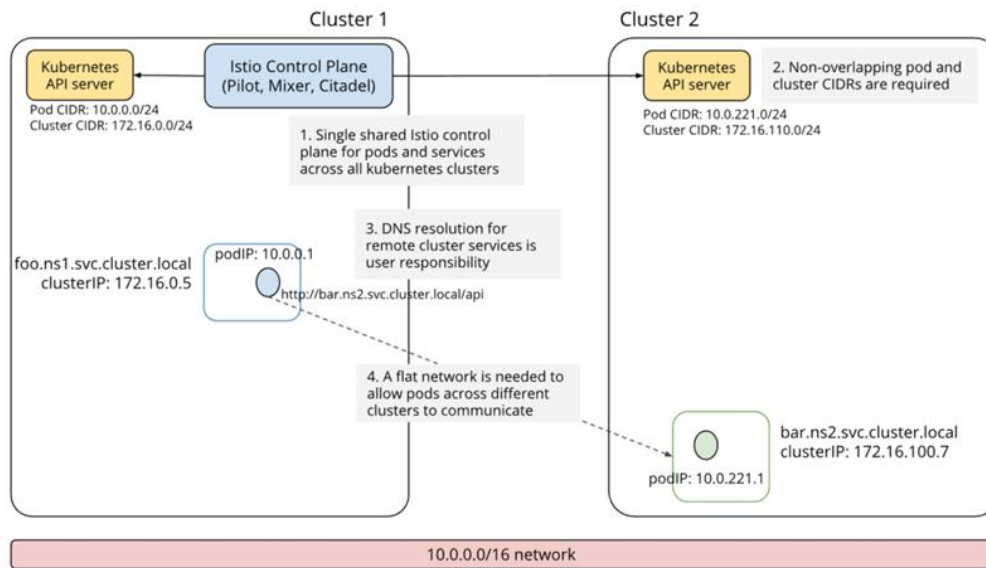 Cluster 1
Cluster 2
Kubernetes
API server
Istio Control Plane
(Pilot, Mixer, Citadel)
Kubernetes
API server
2. Non-overlapping pod and
cluster CIDRs are required
Pod CIDR: 10.0.0.0/24
Cluster CIDR: 172.16.0.0/24
Pod CIDR: 10.0.221.0/24
Cluster CIDR: 172.16.110.0/24
1. Single shared Istio control
plane for pods and services
across all kubernetes clusters
3. DNS resolution for
remote cluster services is
user responsibility
foo.ns1.svc.cluster.local
clusterIP: 172.16.0.5
podIP: 10.0.0.1
http://bar.ns2.svc.cluster.local/api
4. A flat network is needed to
allow pods across different
clusters to communicate
bar.ns2.svc.cluster.local
clusterIP: 172.16.100.7
podIP: 10.0.221.1
10.0.0.0/16 network